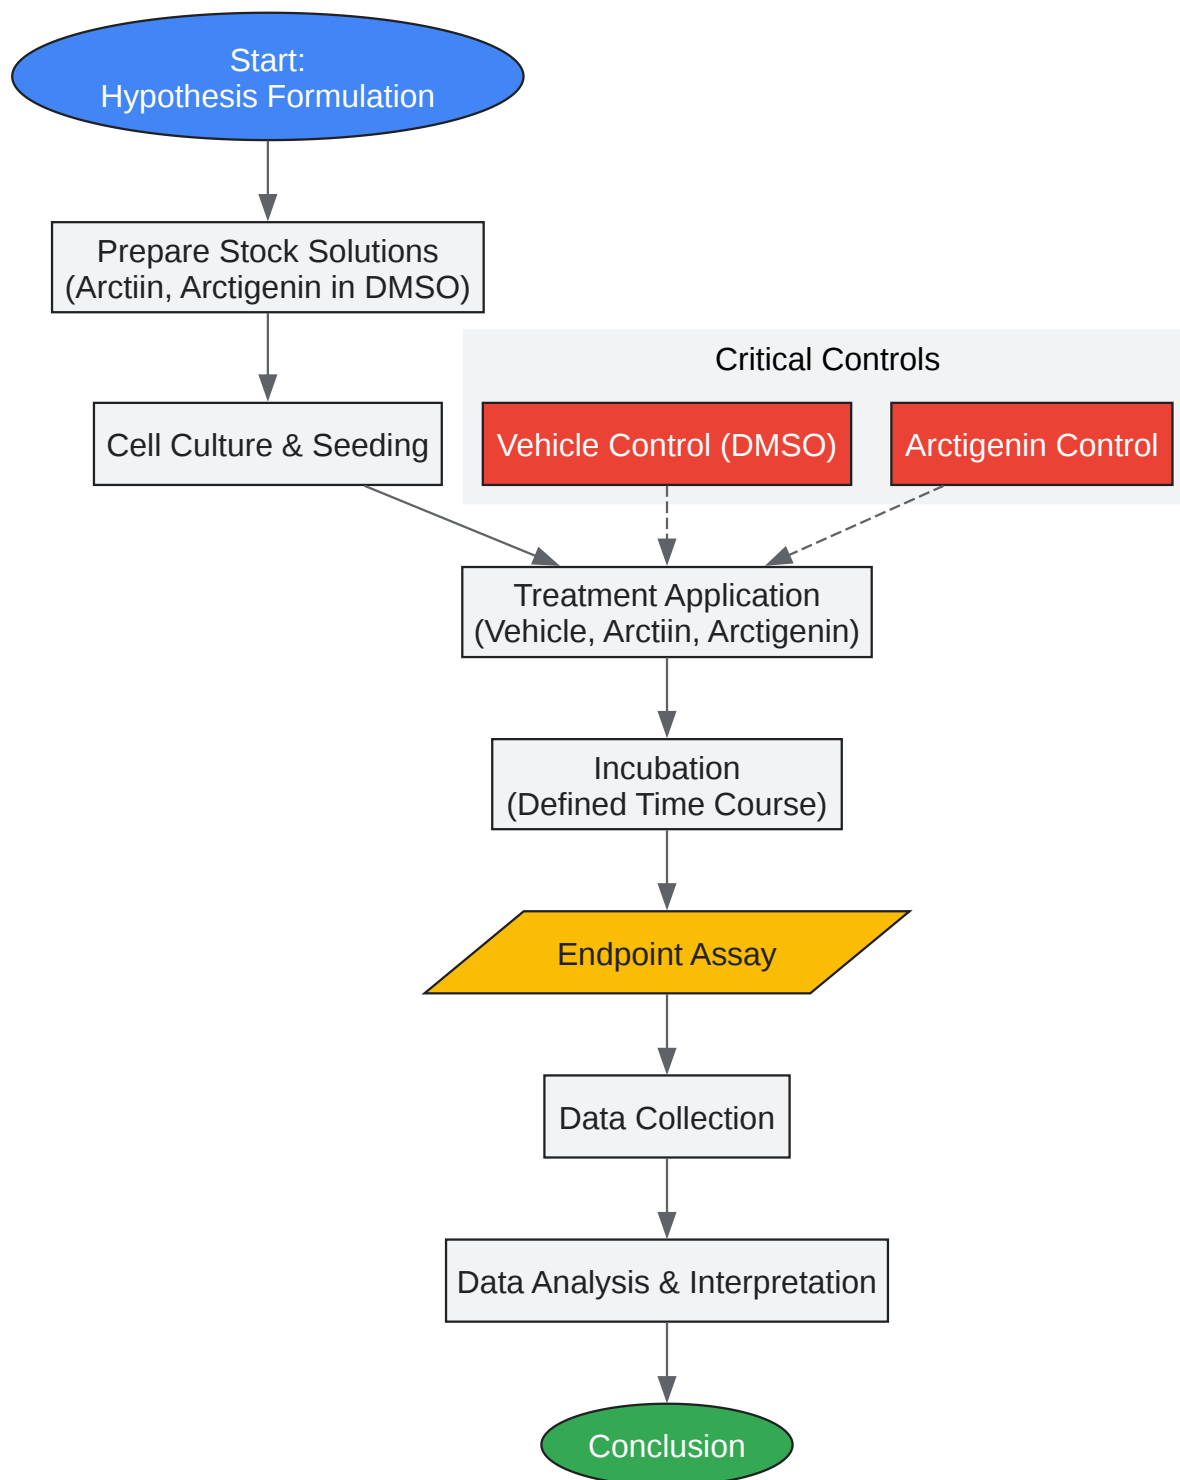 Start:
Hypothesis Formulation
Prepare Stock Solutions
(Arctiin, Arctigenin in DMSO)
Critical Controls
Cell Culture & Seeding
Vehicle Control (DMSO)
Arctigenin Control
Treatment Application
(Vehicle, Arctiin, Arctigenin)
Incubation
(Defined Time Course)
Endpoint Assay
Data Collection
Data Analysis & Interpretation
Conclusion